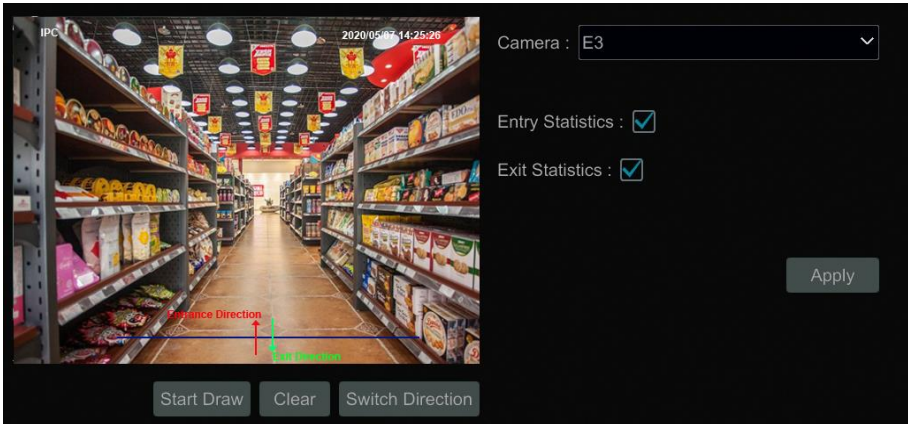 IPC
2020/05/07 14:25:26
Camera : E3
Entry Statistics :
Exit Statistics :
Entrance Direction
Exit Direction
Apply
Start Draw Clear Switch Direction